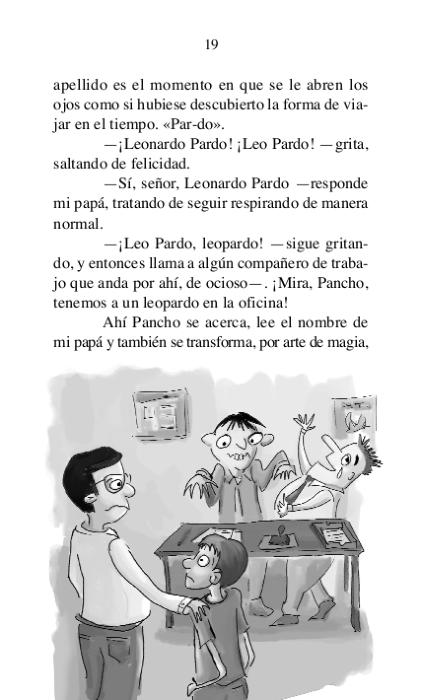 19
apellido es el momento en que se le abren los
ojos como si hubiese descubierto la forma de via-
jar en el tiempo. «Par-do».
—¡Leonardo Pardo! ¡Leo Pardo! —grita,
saltando de felicidad.
—Sí, señor, Leonardo Pardo —responde
mi papá, tratando de seguir respirando de manera
normal.
—¡Leo Pardo, leopardo! —sigue gritan-
do, y entonces llama a algún compañero de traba-
jo que anda por ahí, de ocioso—. ¡Mira, Pancho,
tenemos a un leopardo en la oficina!
Ahí Pancho se acerca, lee el nombre de
mi papá y también se transforma, por arte de magia,